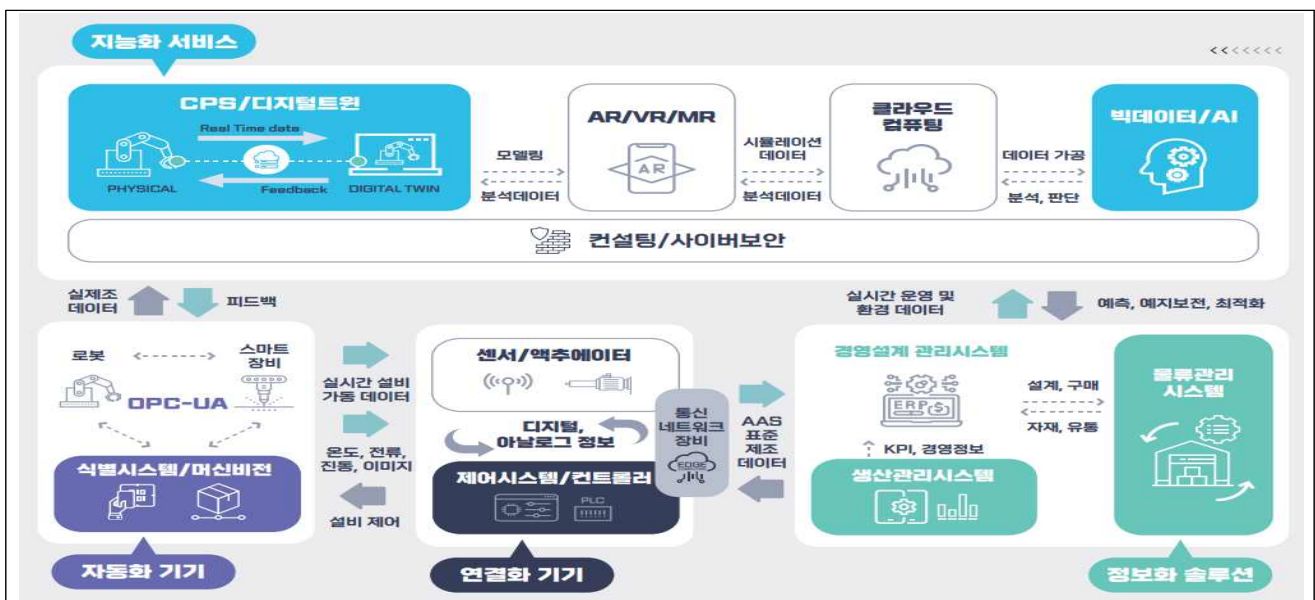 지능화 서비스
<<<<<<<
CPS/디지털트윈
Real Time data
PHYSICAL
Feedback
DIGITAL TWIN
모델링
분석데이터
AR/VR/MR
AR
시뮬레이션
데이터
분석데이터
클라우드
컴퓨팅
데이터 가공
분석, 판단
빅데이터/AI
컨설팅/사이버보안
실제조
데이터
피드백
실시간 운영 및
환경 데이터
예측, 예지보전, 최적화
로봇
스마트
장비
OPC-UA
식별시스템/머신비전
실시간 설비
가동 데이터
온도, 전류,
진동, 이미지
설비 제어
센서/액추에이터
디지털,
아날로그 정보
제어시스템/컨트롤러
PLC
통신
네트워크
장비
EDGE
AAS
표준
제조
데이터
경영설계 관리시스템
ERP($)
KPI, 경영정보
생산관리시스템
설계, 구매
자재, 유통
물류관리
시스템
자동화 기기
연결화 기기
정보화 솔루션